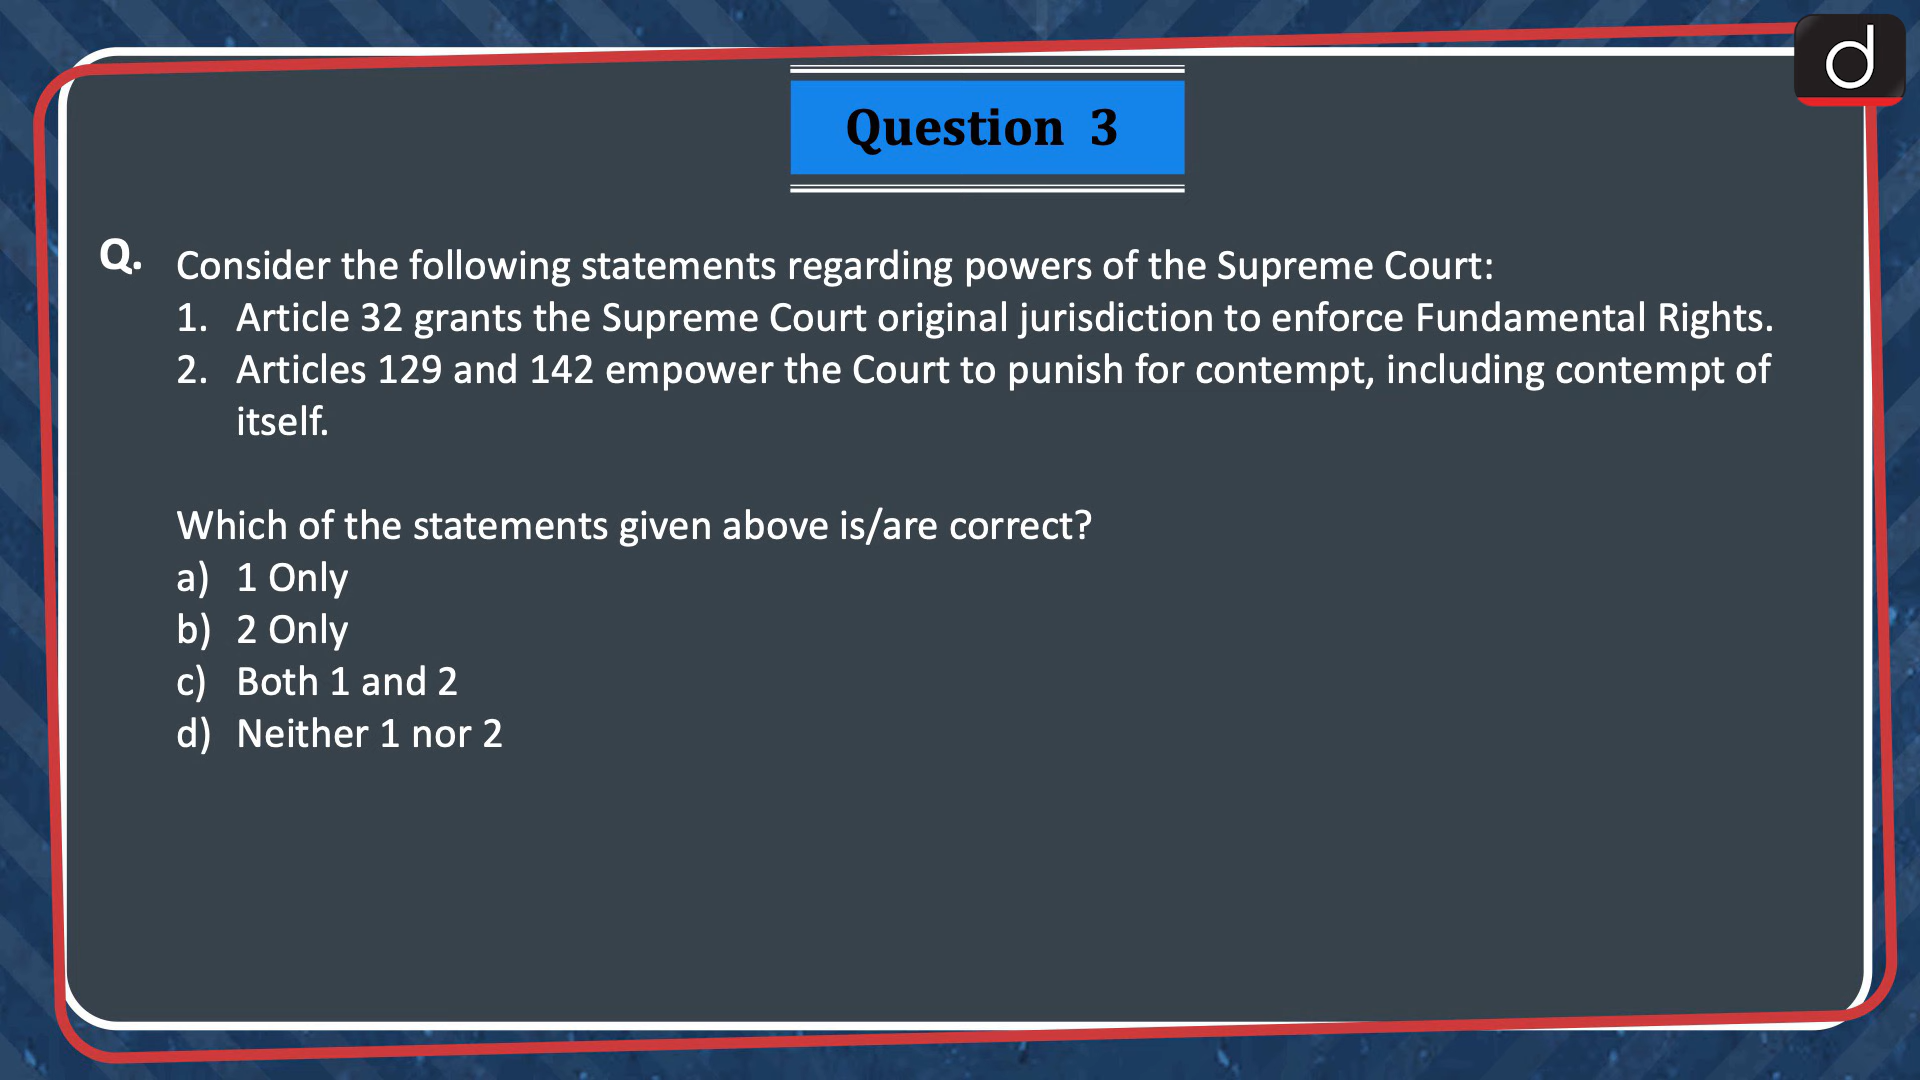 Question 3
Q. Consider the following statements regarding powers of the Supreme Court:
1. Article 32 grants the Supreme Court original jurisdiction to enforce Fundamental Rights.
2. Articles 129 and 142 empower the Court to punish for contempt, including contempt of
itself.
Which of the statements given above is/are correct?
a) 1 Only
b) 2 Only
c) Both 1 and 2
d) Neither 1 nor 2